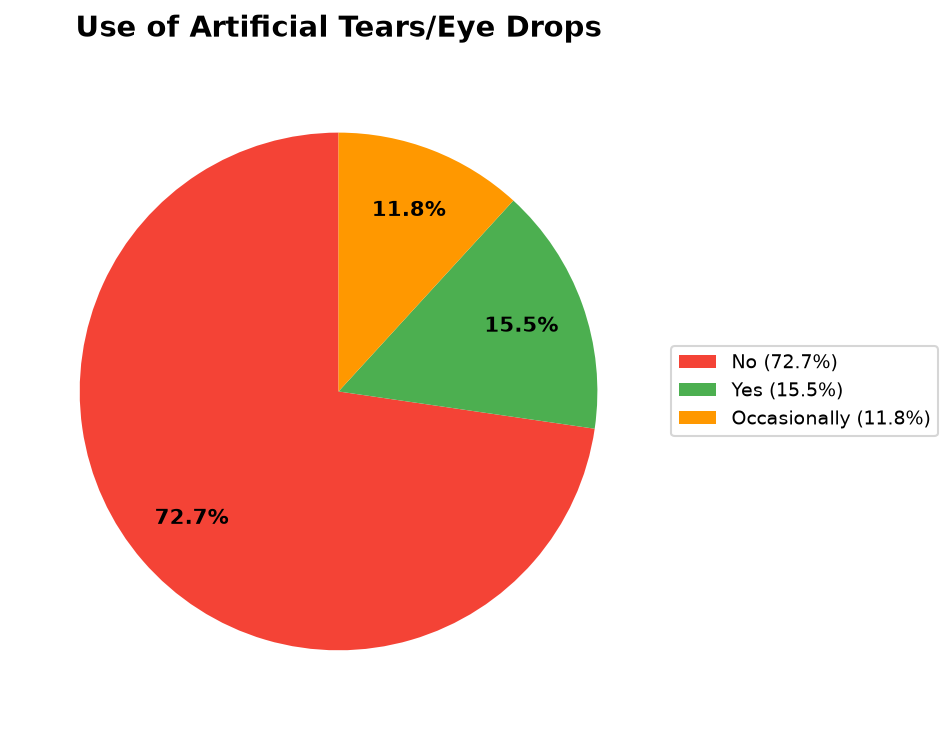 Use of Artificial Tears/Eye Drops
11.8%
15.5%
72.7%
No (72.7%)
Yes (15.5%)
Occasionally (11.8%)